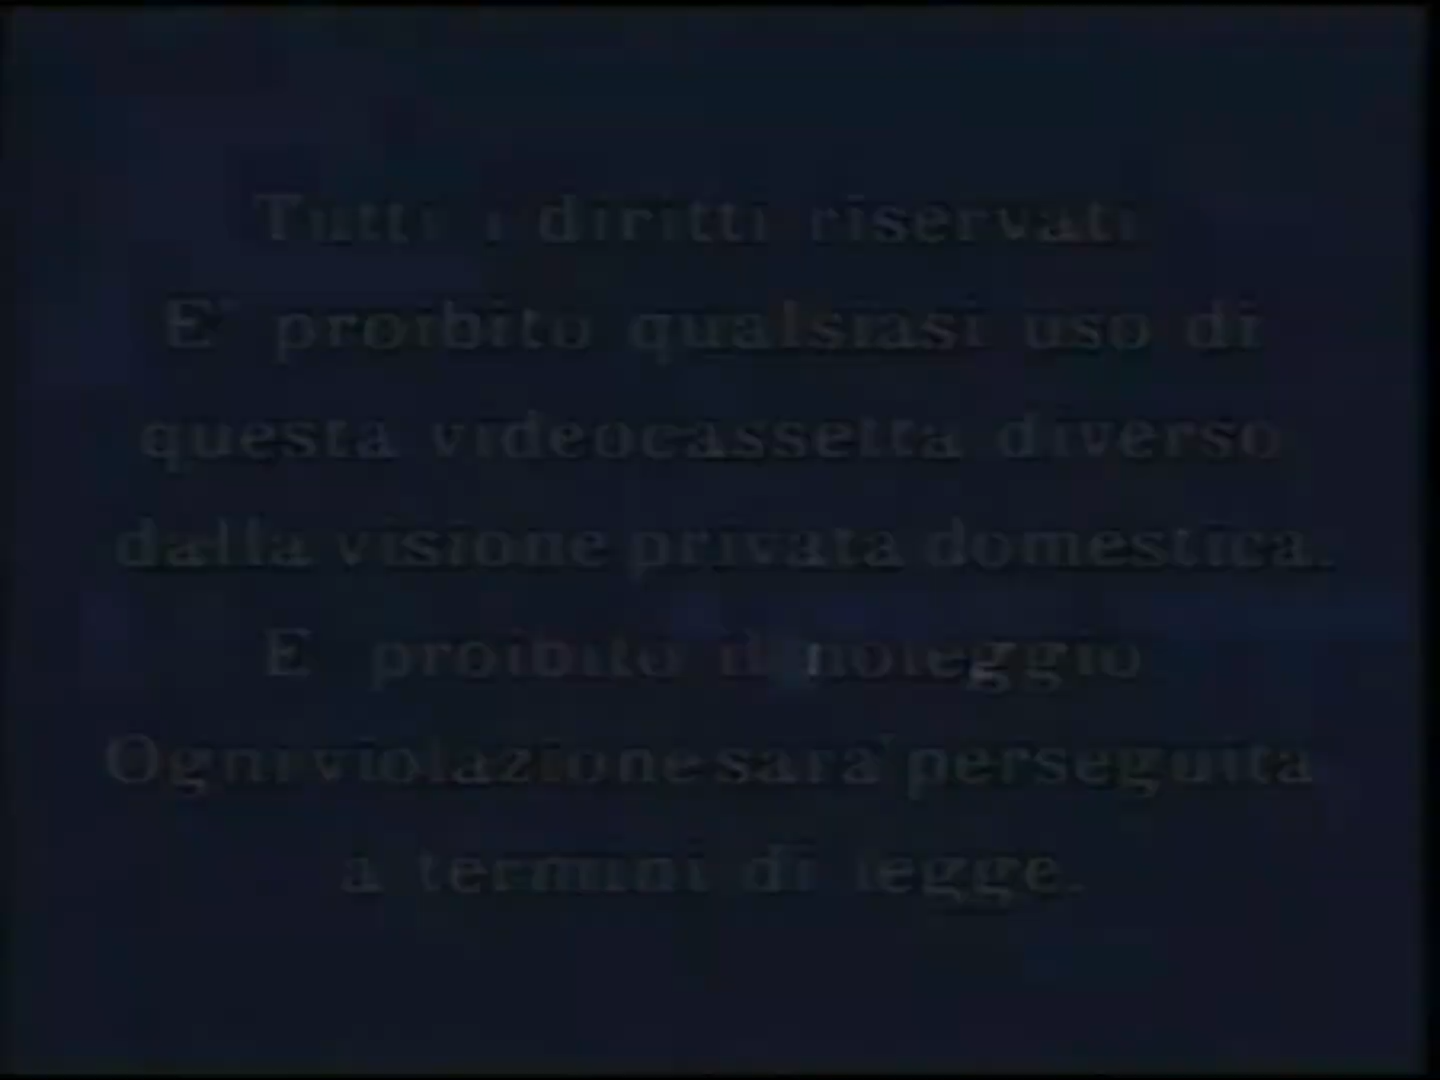 Tutti i diritti riservati
E' proibito qualsiasi uso di
questa videocassetta diverso
dalla visione privata domestica.
E' proibito il noleggio
Ogni violazione sara' perseguita
a termini di legge.